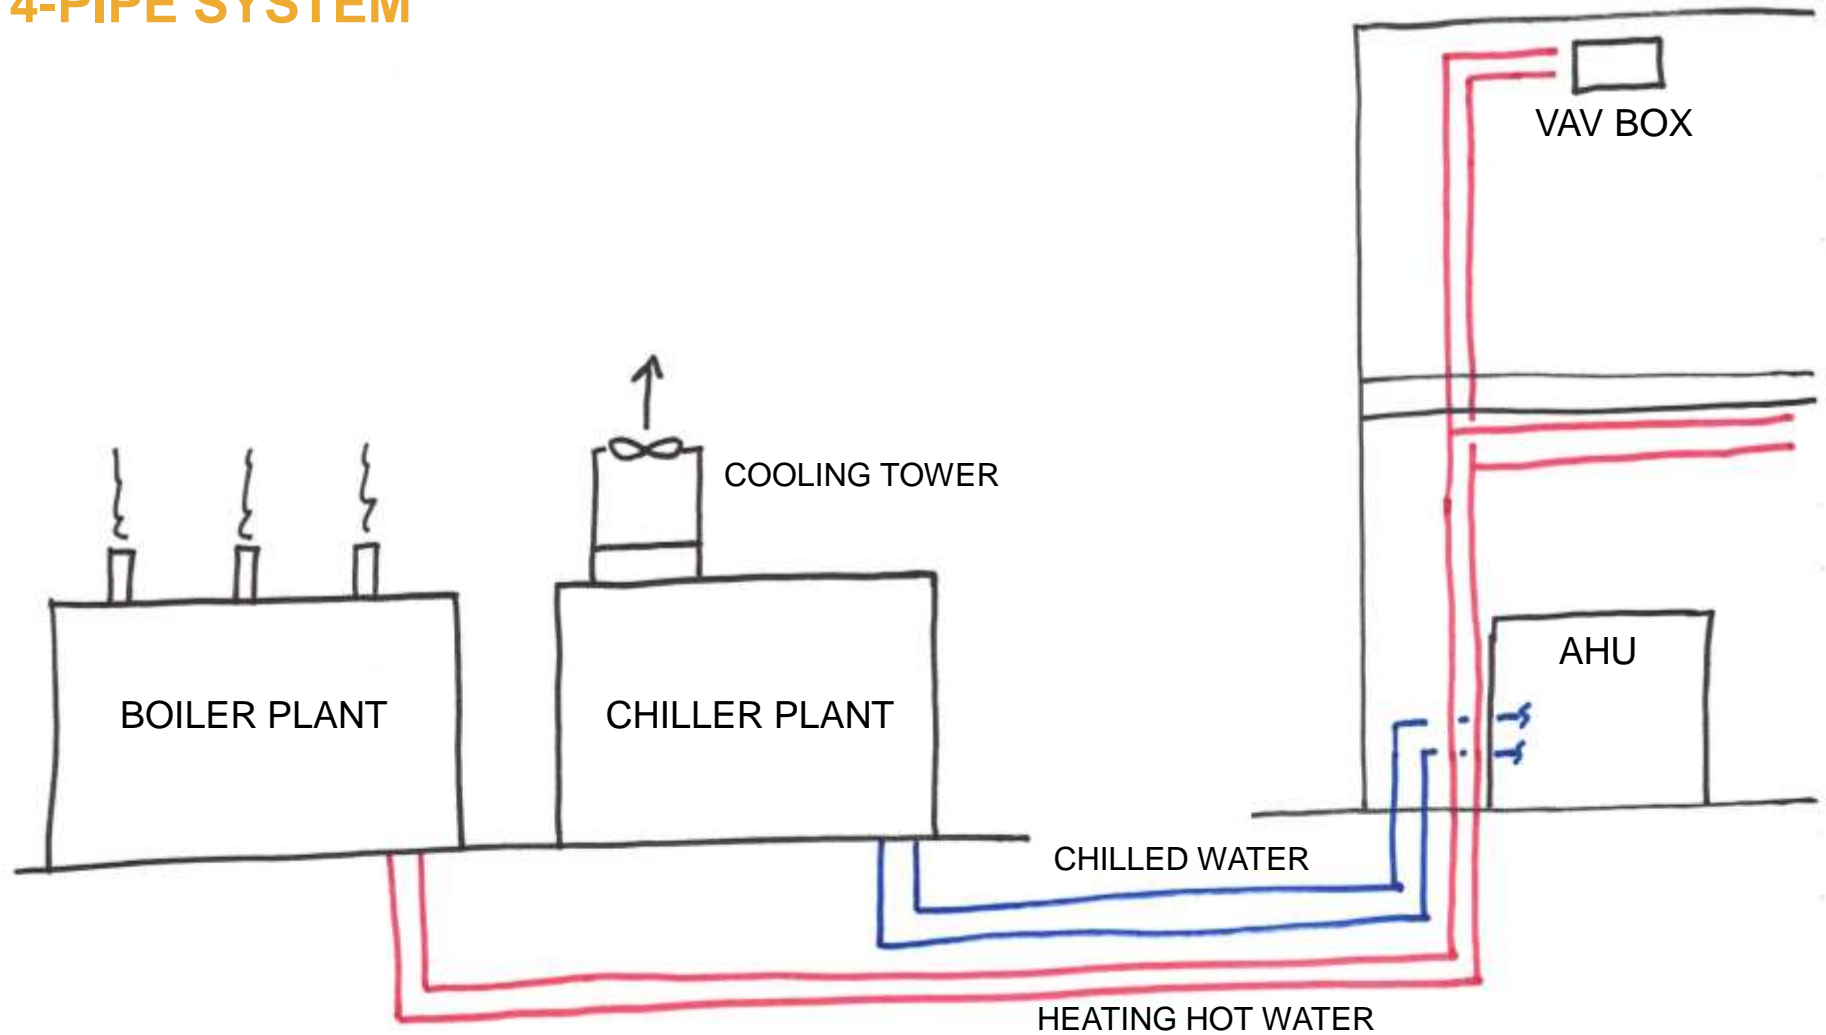 4-PIPE SYSTEM
VAV BOX
COOLING TOWER
AHU
BOILER PLANT
CHILLER PLANT
CHILLED WATER
HEATING HOT WATER